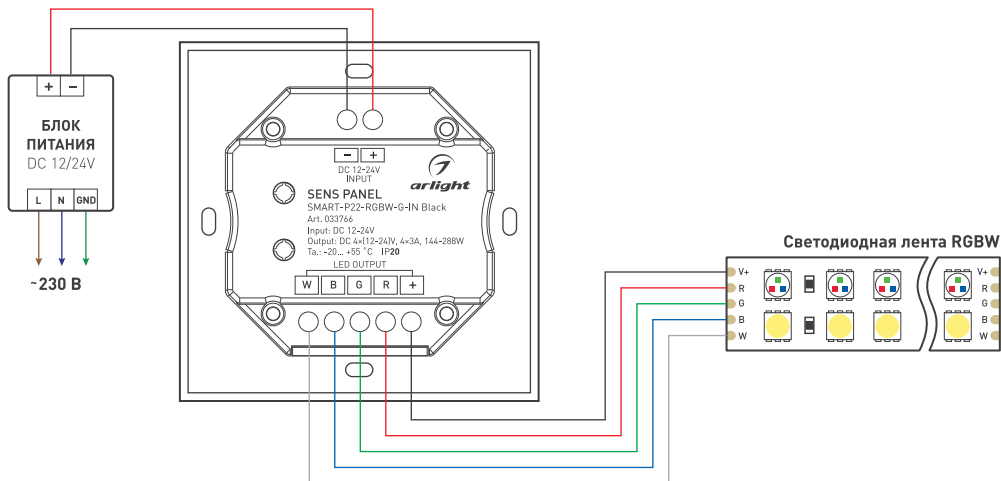 + −
БЛОК
ПИТАНИЯ
DC 12/24V
L N GND
~230 В
− +
DC 12-24V
INPUT
arlight
SENS PANEL
SMART-P22-RGBW-G-IN Black
Art. 033766
Input: DC 12-24V
Output: DC 4×(12-24)V, 4×3A, 144-288W
Ta.: -20... +55 ˚C IP20
LED OUTPUT
W B G R +
Светодиодная лента RGBW
V+ V+
R R
G G
B B
W W